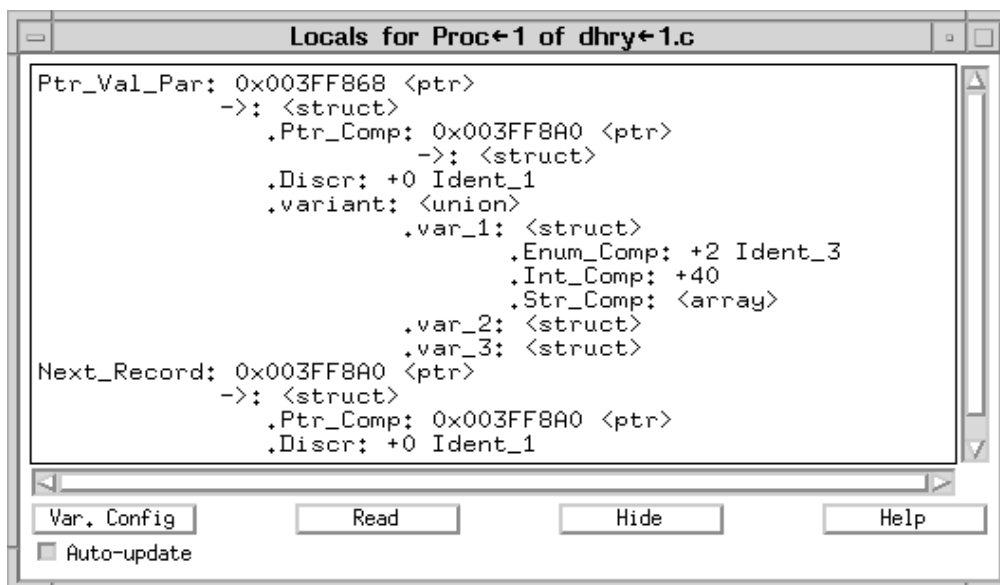 Locals for Proc←1 of dhry←1.c
Ptr_Val_Par: 0x003FF868 <ptr>
->: <struct>
.Ptr_Comp: 0x003FF8A0 <ptr>
->: <struct>
.Discr: +0 Ident_1
.variant: <union>
.var_1: <struct>
.Enum_Comp: +2 Ident_3
.Int_Comp: +40
.Str_Comp: <array>
.var_2: <struct>
.var_3: <struct>
Next_Record: 0x003FF8A0 <ptr>
->: <struct>
.Ptr_Comp: 0x003FF8A0 <ptr>
.Discr: +0 Ident_1
Var. Config Read Hide Help
Auto-update